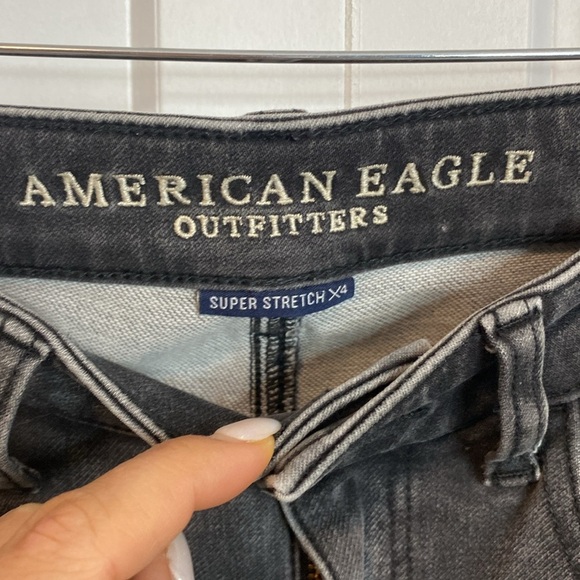 AMERICAN EAGLE
OUTFITTERS
SUPER STRETCH X4